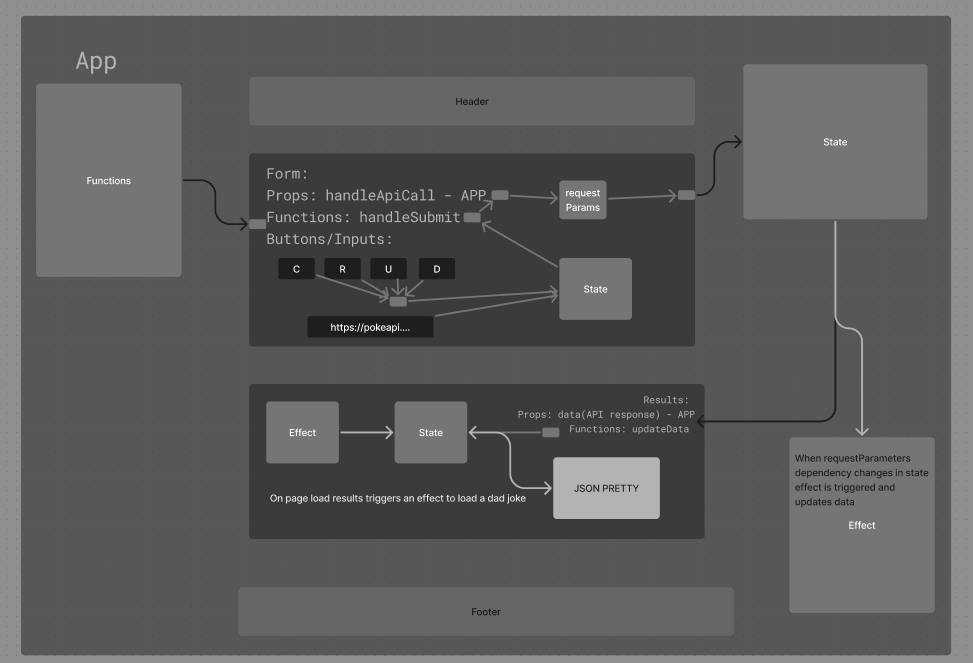 App
Functions
Header
State
Form:
Props: handleApiCall - APP
Functions: handleSubmit
Buttons/Inputs:
request
Params
C
R
U
D
State
https://pokeapi....
Results:
Props: data(API response) - APP
Functions: updateData
Effect
State
JSON PRETTY
On page load results triggers an effect to load a dad joke
When requestParameters
dependency changes in state
effect is triggered and
updates data
Effect
Footer